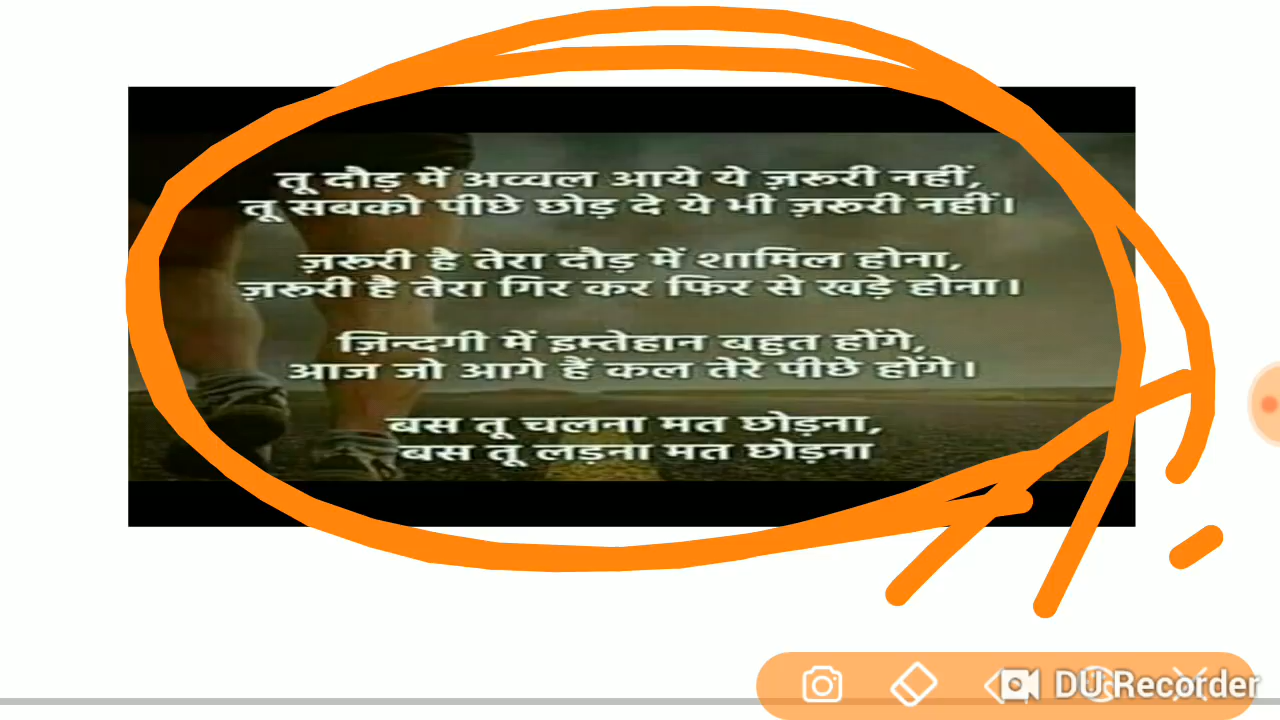 तू दौड़ में अव्वल आये ये ज़रूरी नहीं,
तू सबको पीछे छोड़ दे ये भी ज़रूरी नहीं।
ज़रूरी है तेरा दौड़ में शामिल होना,
ज़रूरी है तेरा गिर कर फिर से खड़े होना।
ज़िन्दगी में इम्तेहान बहुत होंगे,
आज जो आगे हैं कल तेरे पीछे होंगे।
बस तू चलना मत छोड़ना,
बस तू लड़ना मत छोड़ना
DU Recorder